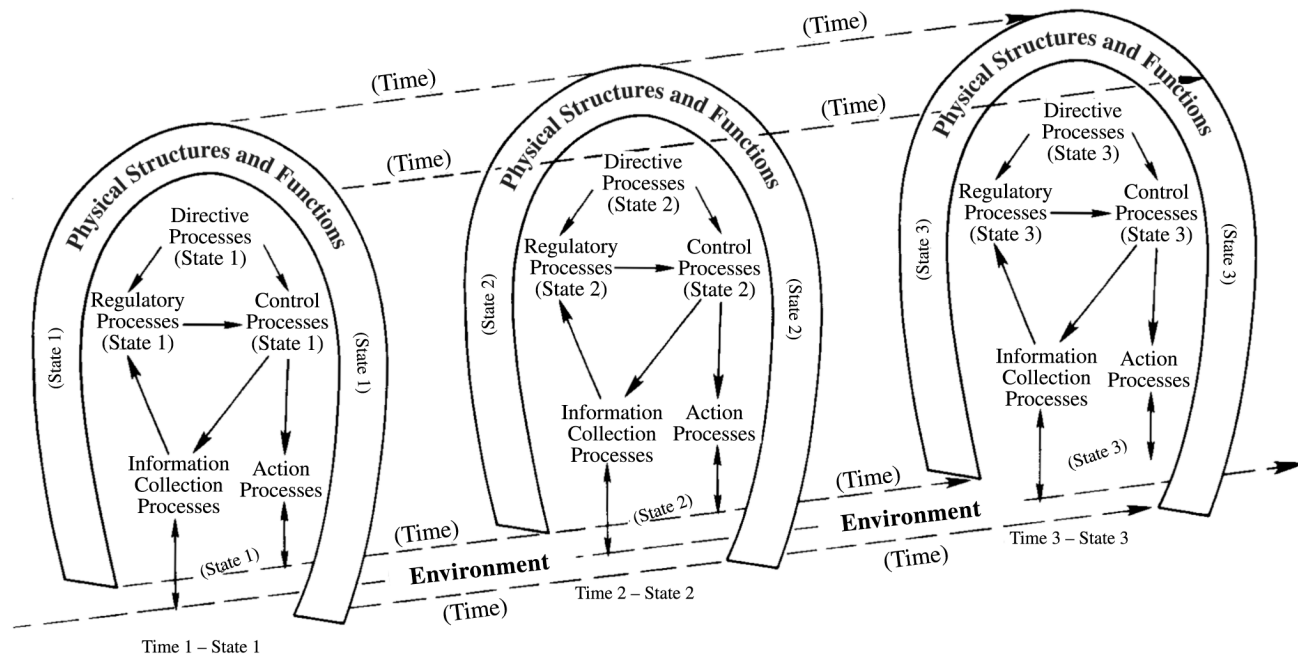 (Time)
(Time)
(Time)
(Time)
Physical Structures and Functions
Directive
Processes
(State 1)
Regulatory
Processes
(State 1)
Control
Processes
(State 1)
(State 1)
(State 1)
Information
Collection
Processes
Action
Processes
(State 1)
Time 1 – State 1
Physical Structures and Functions
Directive
Processes
(State 2)
Regulatory
Processes
(State 2)
Control
Processes
(State 2)
(State 2)
(State 2)
Information
Collection
Processes
Action
Processes
(State 2)
(Time)
Environment
(Time)
Time 2 – State 2
Physical Structures and Functions
Directive
Processes
(State 3)
Regulatory
Processes
(State 3)
Control
Processes
(State 3)
(State 3)
(State 3)
Information
Collection
Processes
Action
Processes
(State 3)
(Time)
Environment
(Time)
Time 3 – State 3